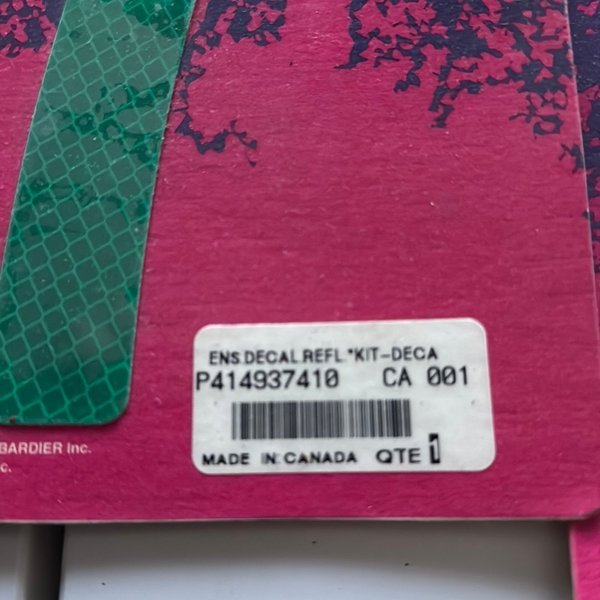 ENS.DECAL.REFL.*KIT-DECA
P414937410 CA 001
MADE IN CANADA QTE 1
BARDIER Inc.
c.